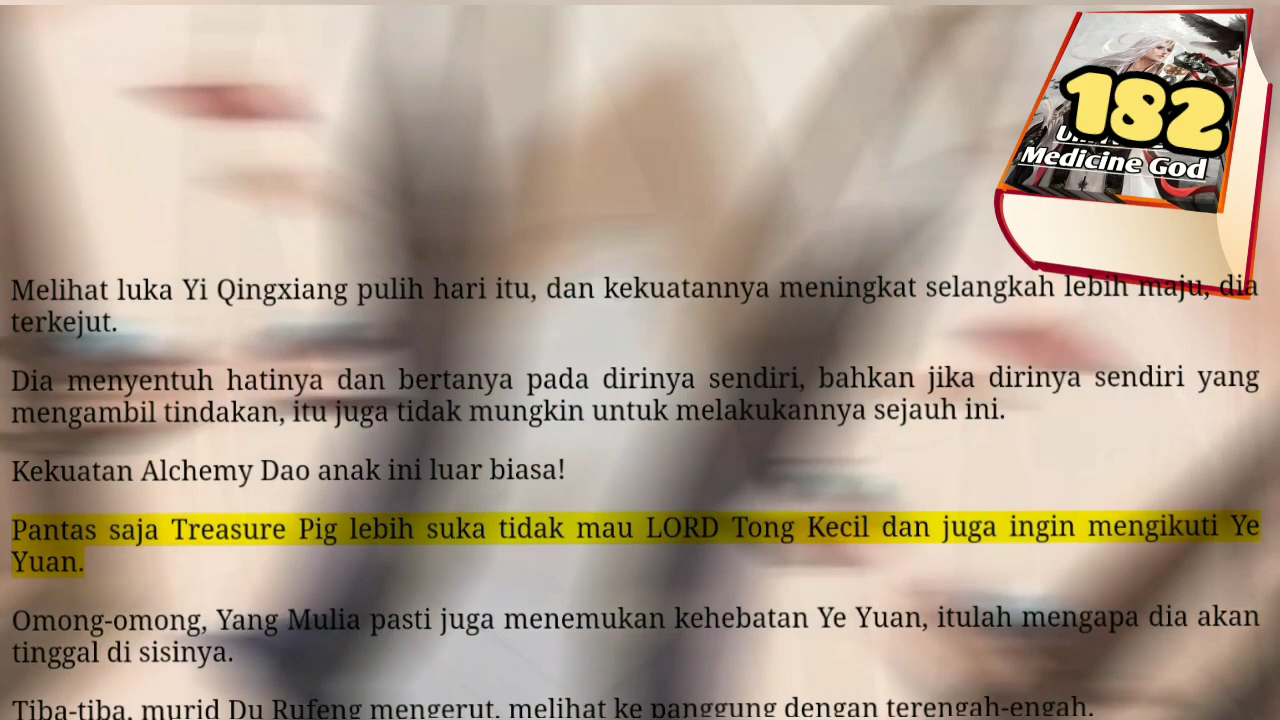 182
Medicine God
Melihat luka Yi Qingxiang pulih hari itu, dan kekuatannya meningkat selangkah lebih maju, dia
terkejut.
Dia menyentuh hatinya dan bertanya pada dirinya sendiri, bahkan jika dirinya sendiri yang
mengambil tindakan, itu juga tidak mungkin untuk melakukannya sejauh ini.
Kekuatan Alchemy Dao anak ini luar biasa!
Pantas saja Treasure Pig lebih suka tidak mau LORD Tong Kecil dan juga ingin mengikuti Ye
Yuan.
Omong-omong, Yang Mulia pasti juga menemukan kehebatan Ye Yuan, itulah mengapa dia akan
tinggal di sisinya.
Tiba-tiba, murid Du Rufeng mengerut, melihat ke panggung dengan terengah-engah.